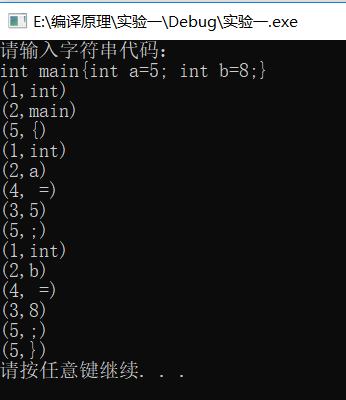 E:\编译原理\实验一\Debug\实验一.exe
请输入字符串代码：
int main{int a=5; int b=8;}
(1,int)
(2,main)
(5,{)
(1,int)
(2,a)
(4, =)
(3,5)
(5,;)
(1,int)
(2,b)
(4, =)
(3,8)
(5,;)
(5,})
请按任意键继续. . .